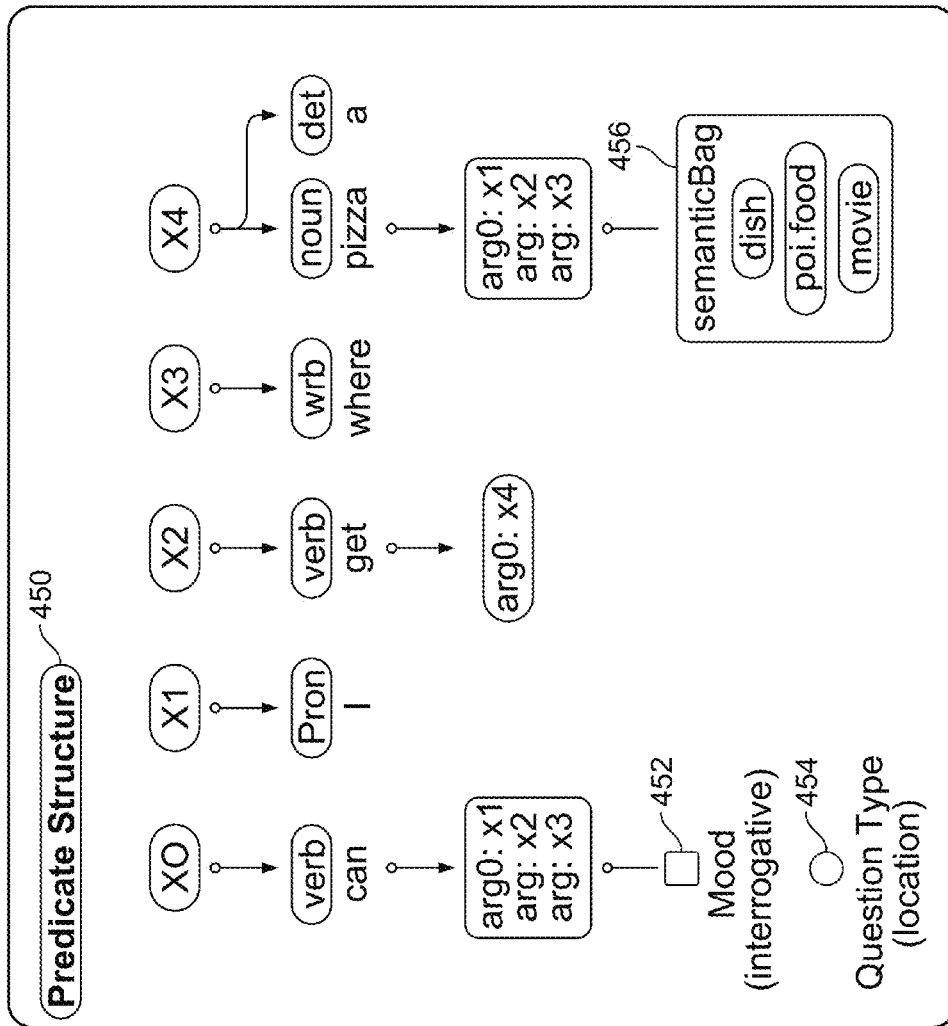 Predicate Structure
450
XO
X1
X2
X3
X4
verb
can
Pron
I
verb
get
wrb
where
noun
pizza
det
a
arg0: x1
arg: x2
arg: x3
arg0: x4
arg0: x1
arg: x2
arg: x3
452
Mood
(interrogative)
454
Question Type
(location)
456
semanticBag
dish
poi.food
movie